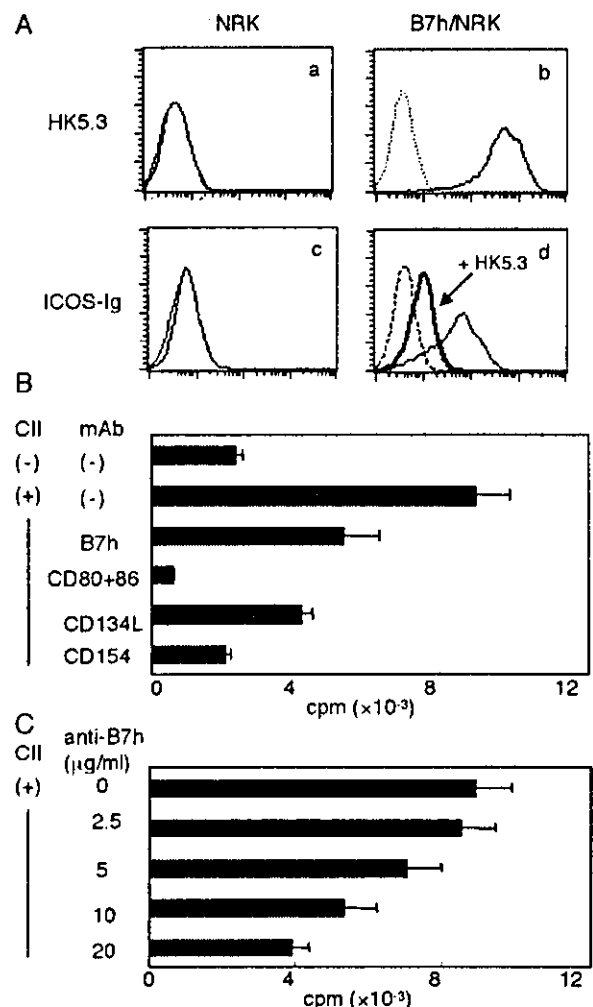 A
NRK
B7h/NRK
HK5.3
a
b
ICOS-Ig
c
d
+ HK5.3
B
CII
mAb
(-)
(-)
(+)
(-)
B7h
CD80+86
CD134L
CD154
0
4
8
12
cpm (×10-3)
C
CII
anti-B7h
(μg/ml)
(+)
0
2.5
5
10
20
0
4
8
12
cpm (×10-3)